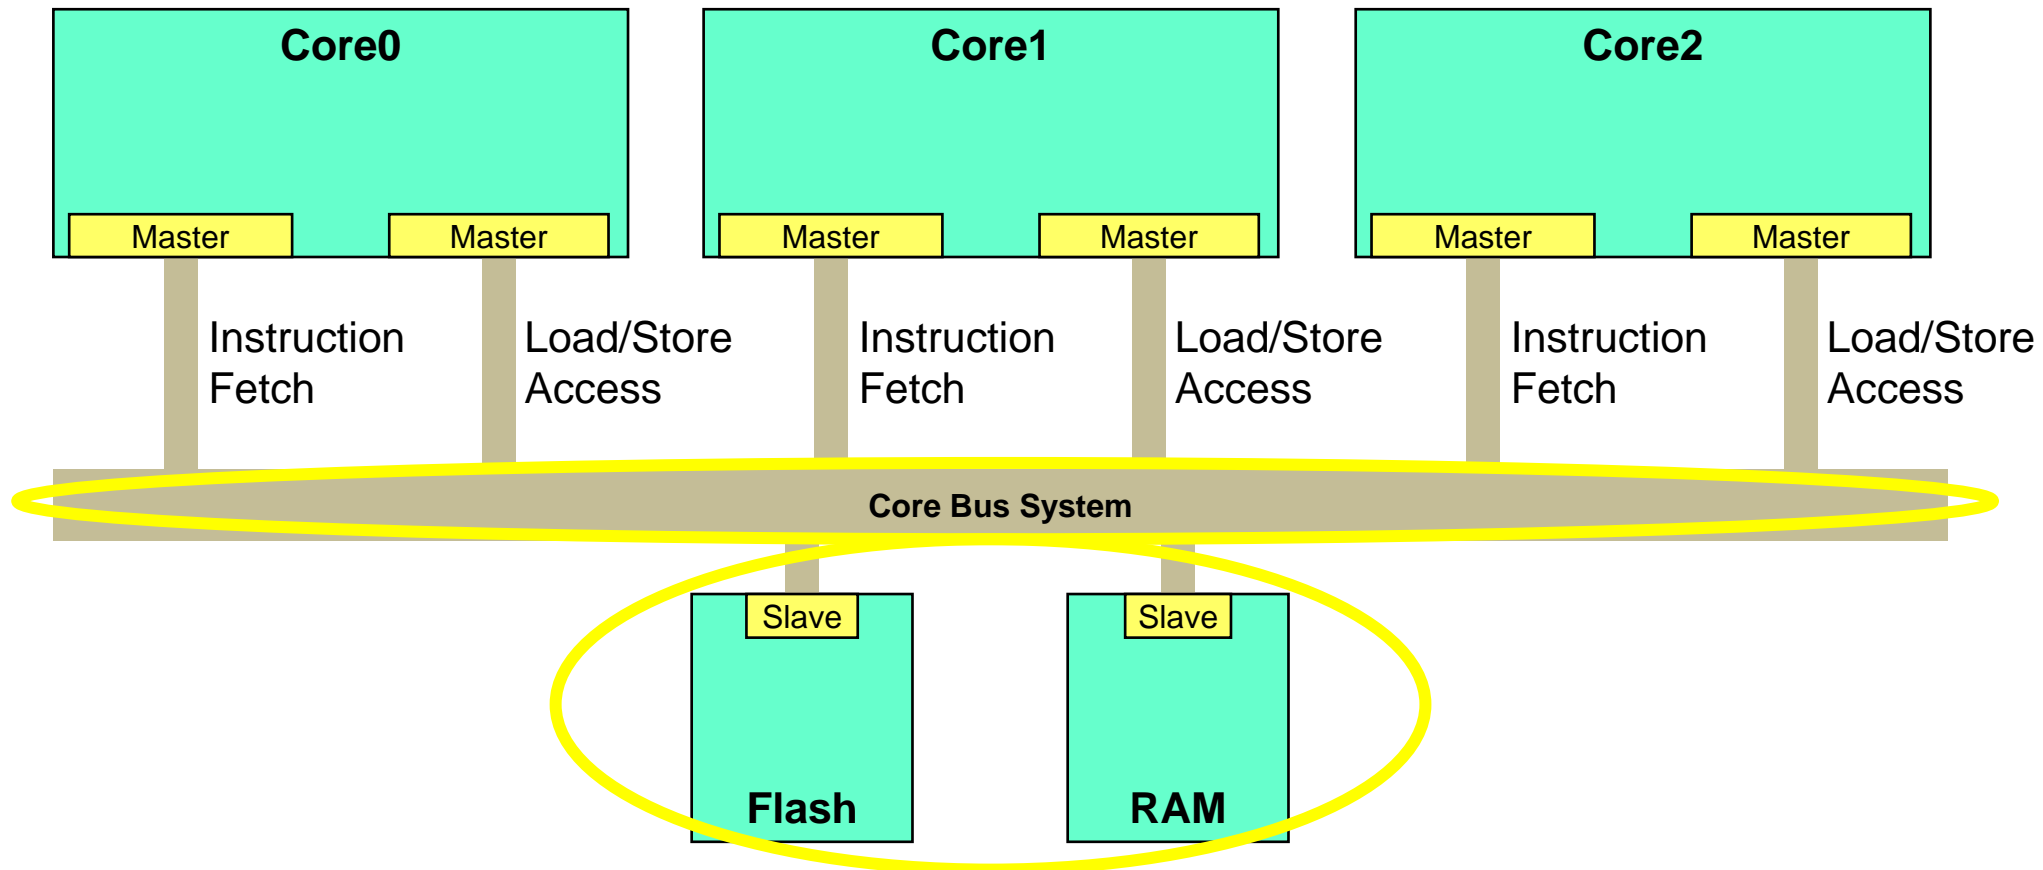 Core0
Core1
Core2
Master
Master
Master
Master
Master
Master
Instruction
Fetch
Load/Store
Access
Instruction
Fetch
Load/Store
Access
Instruction
Fetch
Load/Store
Access
Core Bus System
Slave
Slave
Flash
RAM